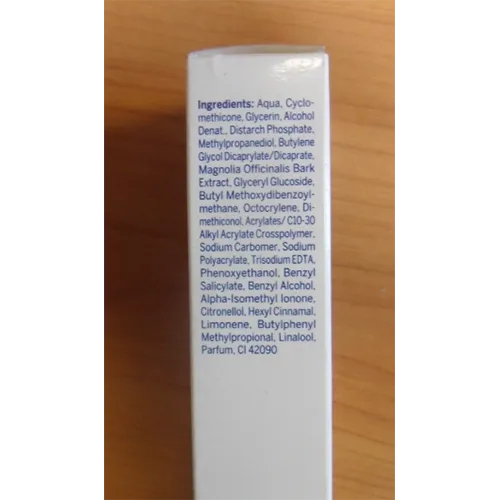 Ingredients: Aqua, Cyclo-
methicone, Glycerin, Alcohol
Denat., Distarch Phosphate,
Methylpropanediol, Butylene
Glycol Dicaprylate/Dicaprate,
Magnolia Officinalis Bark
Extract, Glyceryl Glucoside,
Butyl Methoxydibenzoyl-
methane, Octocrylene, Di-
methiconol, Acrylates/ C10-30
Alkyl Acrylate Crosspolymer,
Sodium Carbomer, Sodium
Polyacrylate, Trisodium EDTA,
Phenoxyethanol, Benzyl
Salicylate, Benzyl Alcohol,
Alpha-Isomethyl Ionone,
Citronellol, Hexyl Cinnamal,
Limonene, Butylphenyl
Methylpropional, Linalool,
Parfum, CI 42090